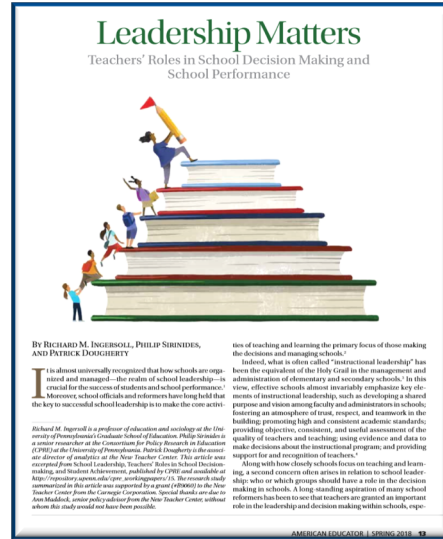 Leadership Matters
Teachers' Roles in School Decision Making and
School Performance
BY RICHARD M. INGERSOLL, PHILIP SIRINIDES,
AND PATRICK DOUGHERTY
It is almost universally recognized that how schools are orga-
nized and managed—the realm of school leadership—is
crucial for the success of students and school performance.¹
Moreover, school officials and reformers have long held that
the key to successful school leadership is to make the core activi-
Richard M. Ingersoll is a professor of education and sociology at the Uni-
versity of Pennsylvania's Graduate School of Education. Philip Sirinides is
a senior researcher at the Consortium for Policy Research in Education
(CPRE) at the University of Pennsylvania. Patrick Dougherty is the associ-
ate director of analytics at the New Teacher Center. This article was
excerpted from School Leadership, Teachers' Roles in School Decision-
making, and Student Achievement, published by CPRE and available at
http://repository.upenn.edu/cpre_workingpapers/15. The research study
summarized in this article was supported by a grant (#B9060) to the New
Teacher Center from the Carnegie Corporation. Special thanks are due to
Ann Maddock, senior policy advisor from the New Teacher Center, without
whom this study would not have been possible.
ties of teaching and learning the primary focus of those making
the decisions and managing schools.²
Indeed, what is often called "instructional leadership" has
been the equivalent of the Holy Grail in the management and
administration of elementary and secondary schools.³ In this
view, effective schools almost invariably emphasize key ele-
ments of instructional leadership, such as developing a shared
purpose and vision among faculty and administrators in schools;
fostering an atmosphere of trust, respect, and teamwork in the
building; promoting high and consistent academic standards;
providing objective, consistent, and useful assessment of the
quality of teachers and teaching; using evidence and data to
make decisions about the instructional program; and providing
support for and recognition of teachers.⁴
Along with how closely schools focus on teaching and learn-
ing, a second concern often arises in relation to school leader-
ship: who or which groups should have a role in the decision
making in schools. A long-standing aspiration of many school
reformers has been to see that teachers are granted an important
role in the leadership and decision making within schools, espe-
AMERICAN EDUCATOR | SPRING 2018 13